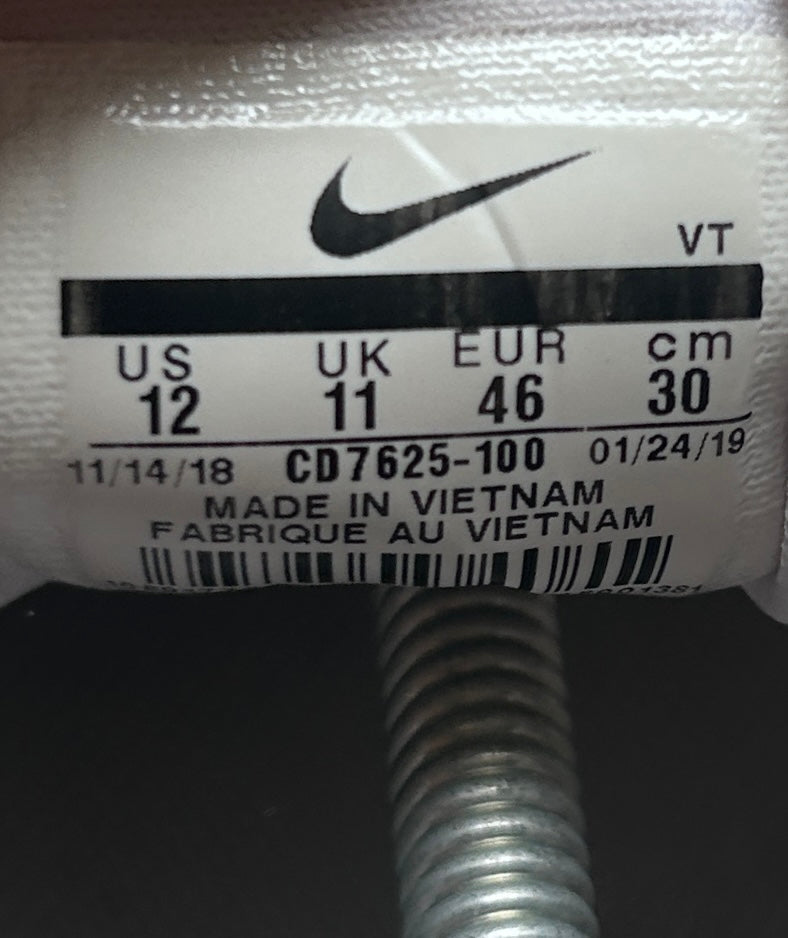 VT
US UK EUR cm
12 11 46 30
11/14/18 CD7625-100 01/24/19
MADE IN VIETNAM
FABRIQUE AU VIETNAM